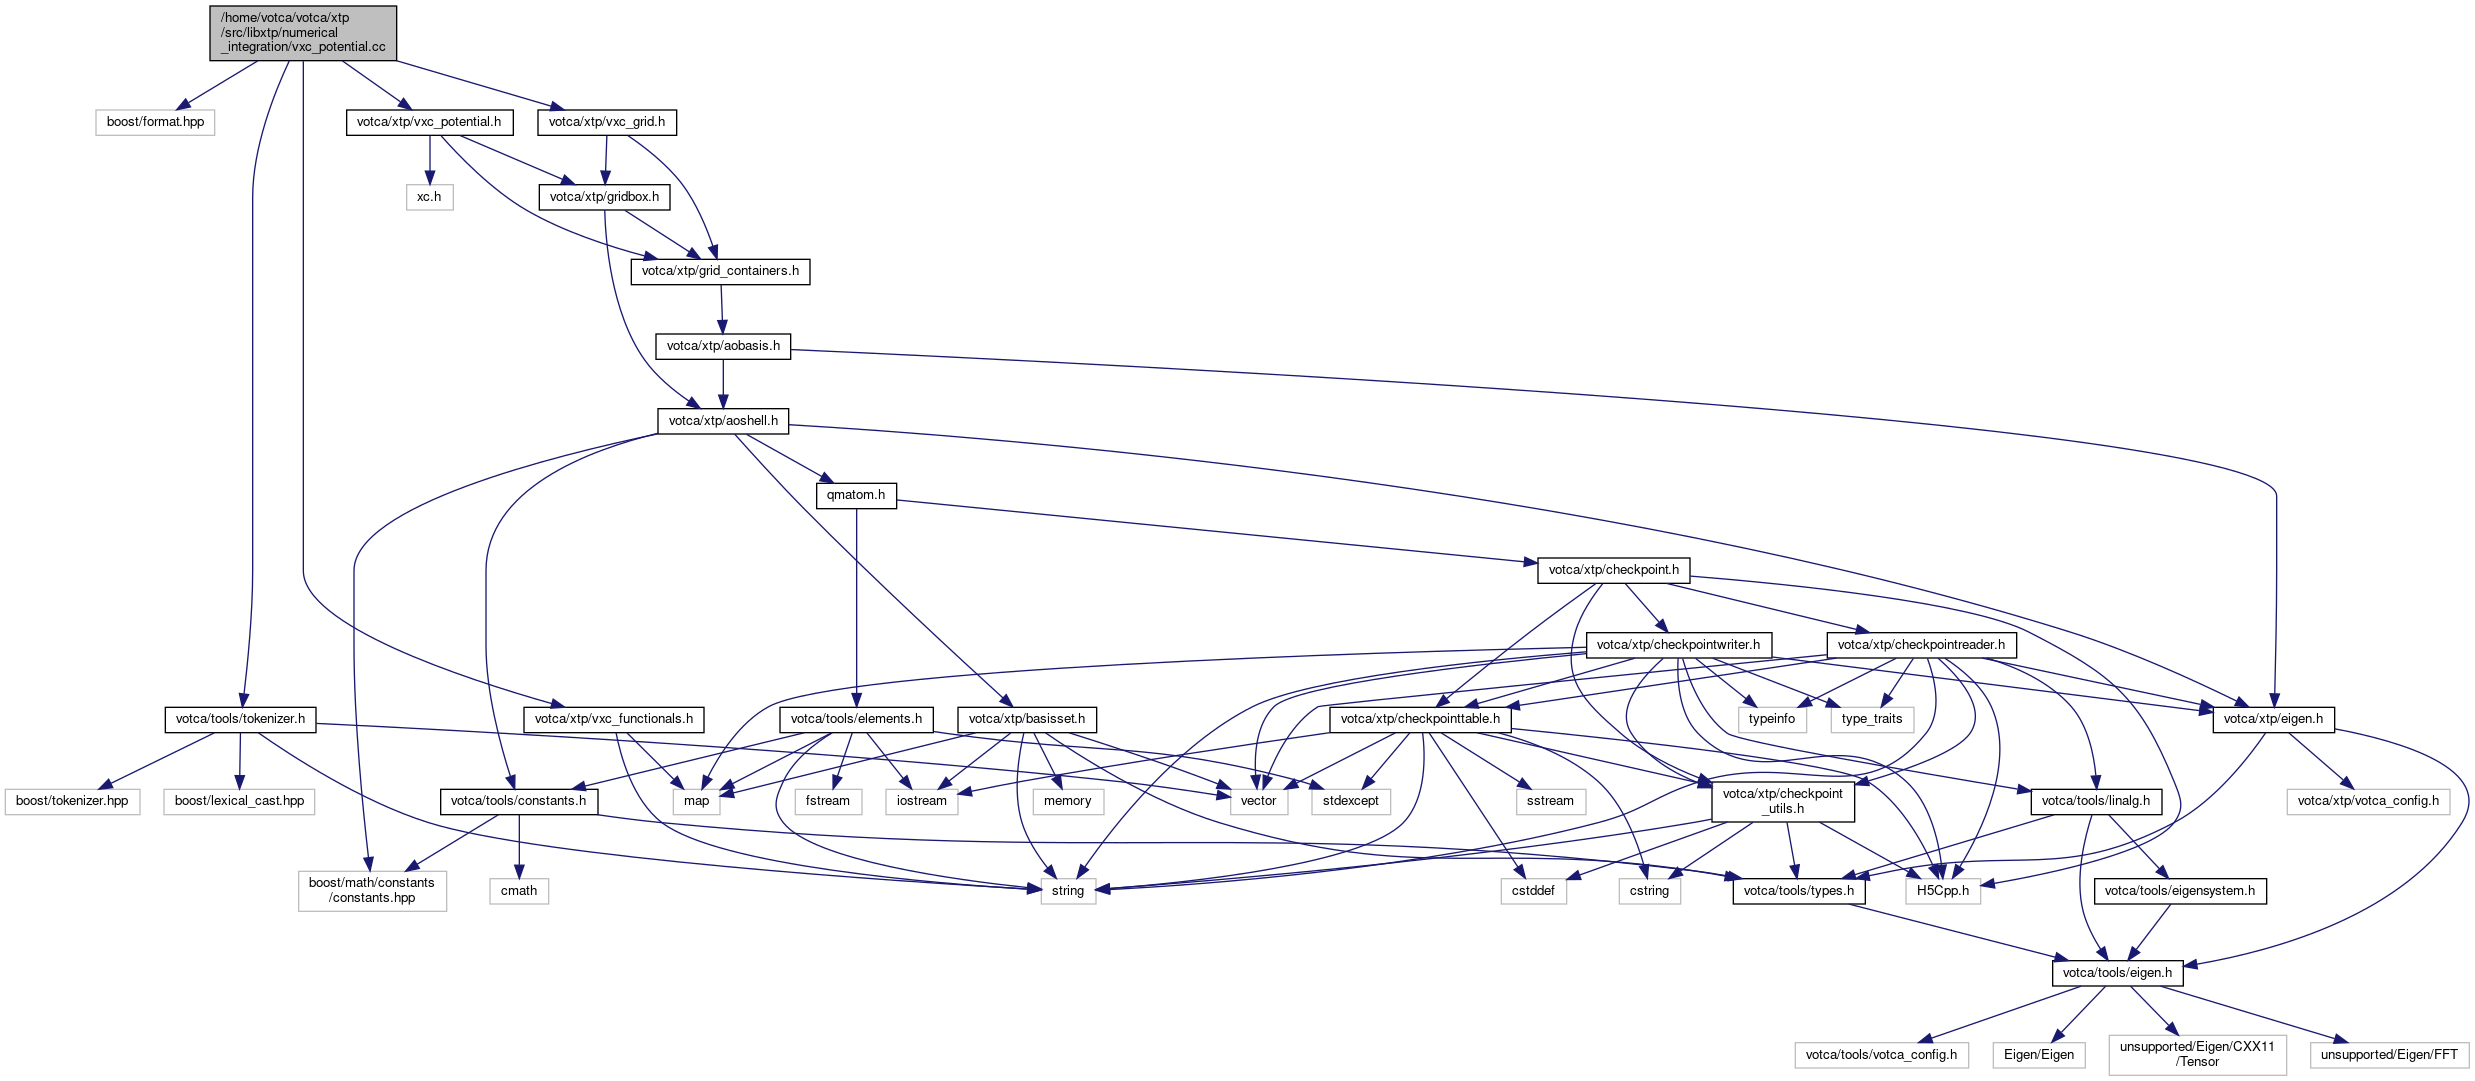 /home/votca/votca/xtp
/src/libxtp/numerical
_integration/vxc_potential.cc
boost/format.hpp
votca/xtp/vxc_potential.h
votca/xtp/vxc_grid.h
xc.h
votca/xtp/gridbox.h
votca/xtp/grid_containers.h
votca/xtp/aobasis.h
votca/xtp/aoshell.h
qmatom.h
votca/xtp/checkpoint.h
votca/xtp/checkpointwriter.h
votca/xtp/checkpointreader.h
votca/tools/tokenizer.h
votca/xtp/vxc_functionals.h
votca/tools/elements.h
votca/xtp/basisset.h
votca/xtp/checkpointtable.h
typeinfo
type_traits
votca/xtp/eigen.h
boost/tokenizer.hpp
boost/lexical_cast.hpp
votca/tools/constants.h
map
fstream
iostream
memory
vector
stdexcept
sstream
votca/xtp/checkpoint
_utils.h
votca/tools/linalg.h
votca/xtp/votca_config.h
boost/math/constants
/constants.hpp
cmath
string
cstddef
cstring
votca/tools/types.h
H5Cpp.h
votca/tools/eigensystem.h
votca/tools/eigen.h
votca/tools/votca_config.h
Eigen/Eigen
unsupported/Eigen/CXX11
/Tensor
unsupported/Eigen/FFT